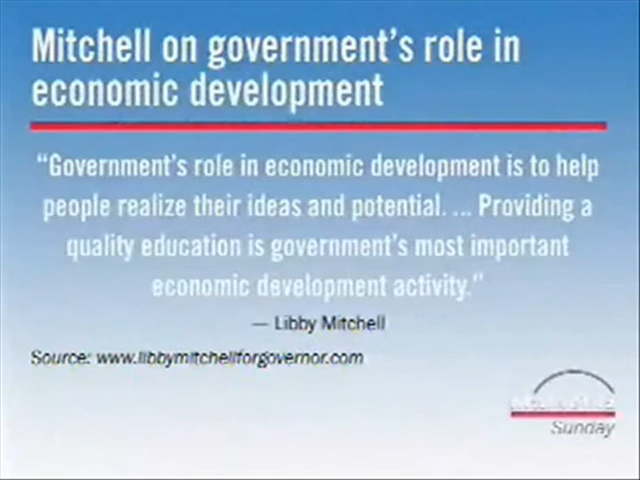 Mitchell on government's role in
economic development
“Government's role in economic development is to help
people realize their ideas and potential. ... Providing a
quality education is government's most important
economic development activity.”
— Libby Mitchell
Source: www.libbymitchellforgovernor.com
Sunday